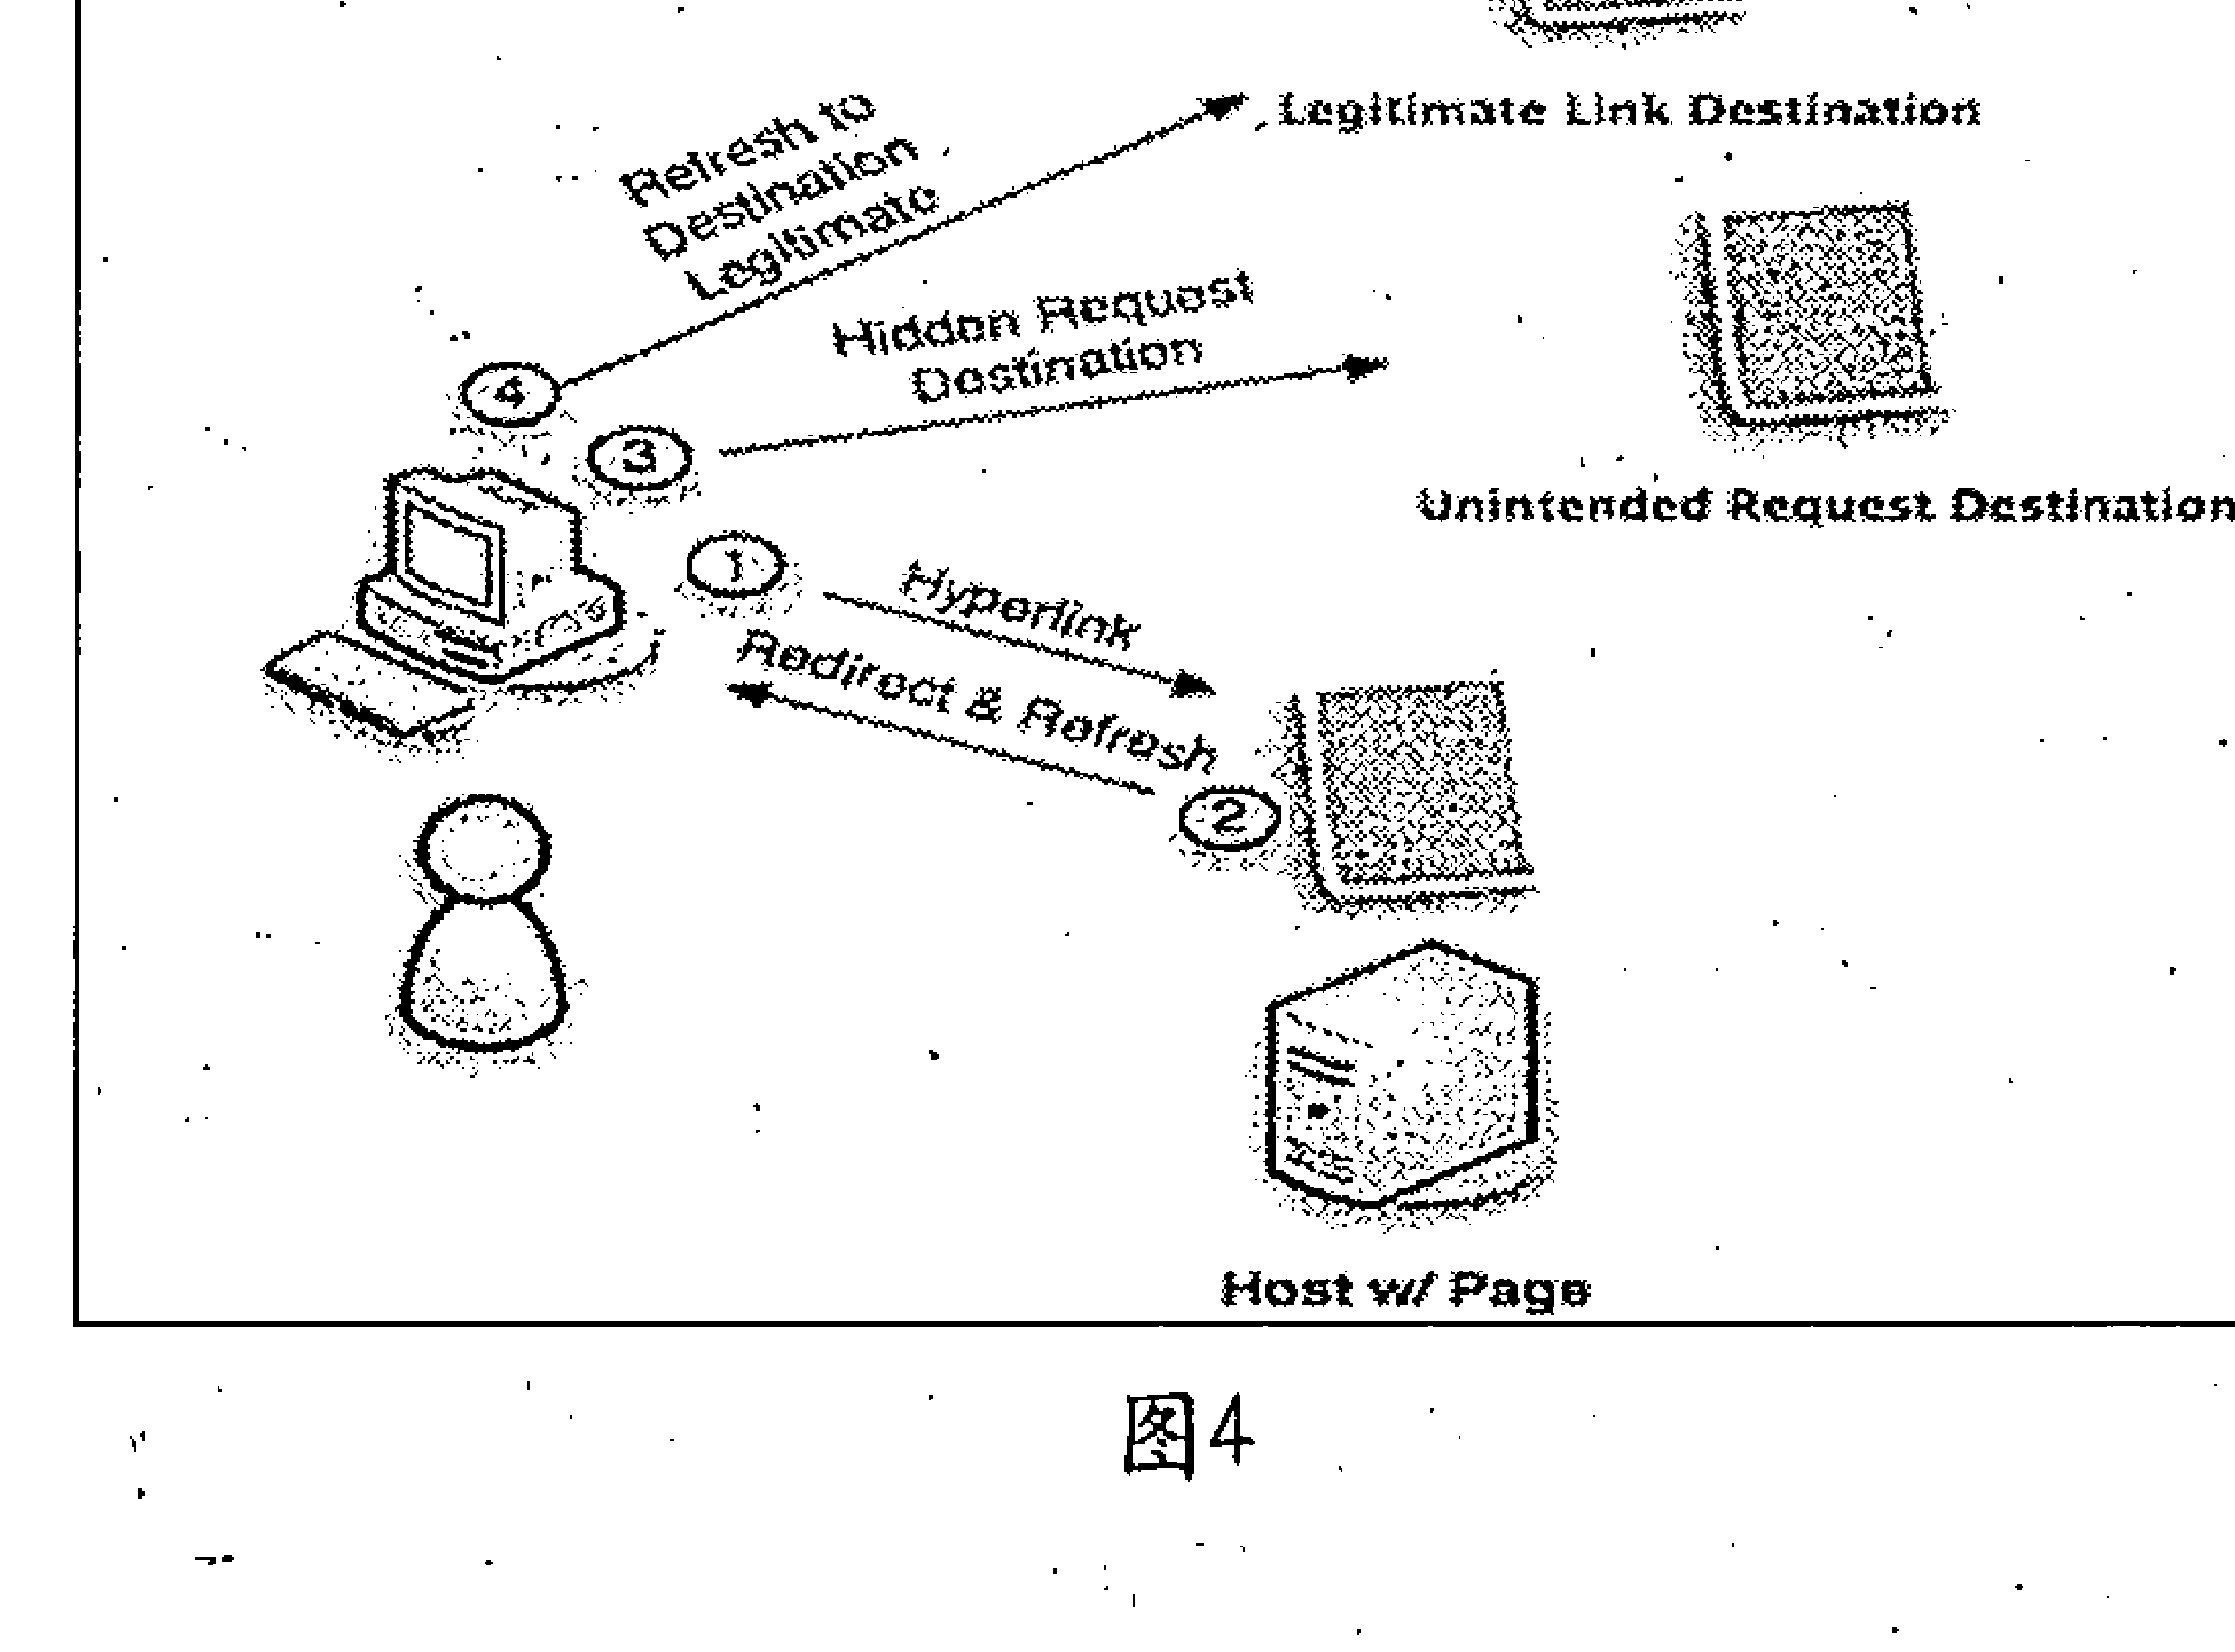 Refresh to
Destination
Legitimate
Legitimate Link Destination
Hidden Request
Destination
Unintended Request Destination
4
3
1
Hyperlink
Redirect & Refresh
2
Host w/ Page
图4